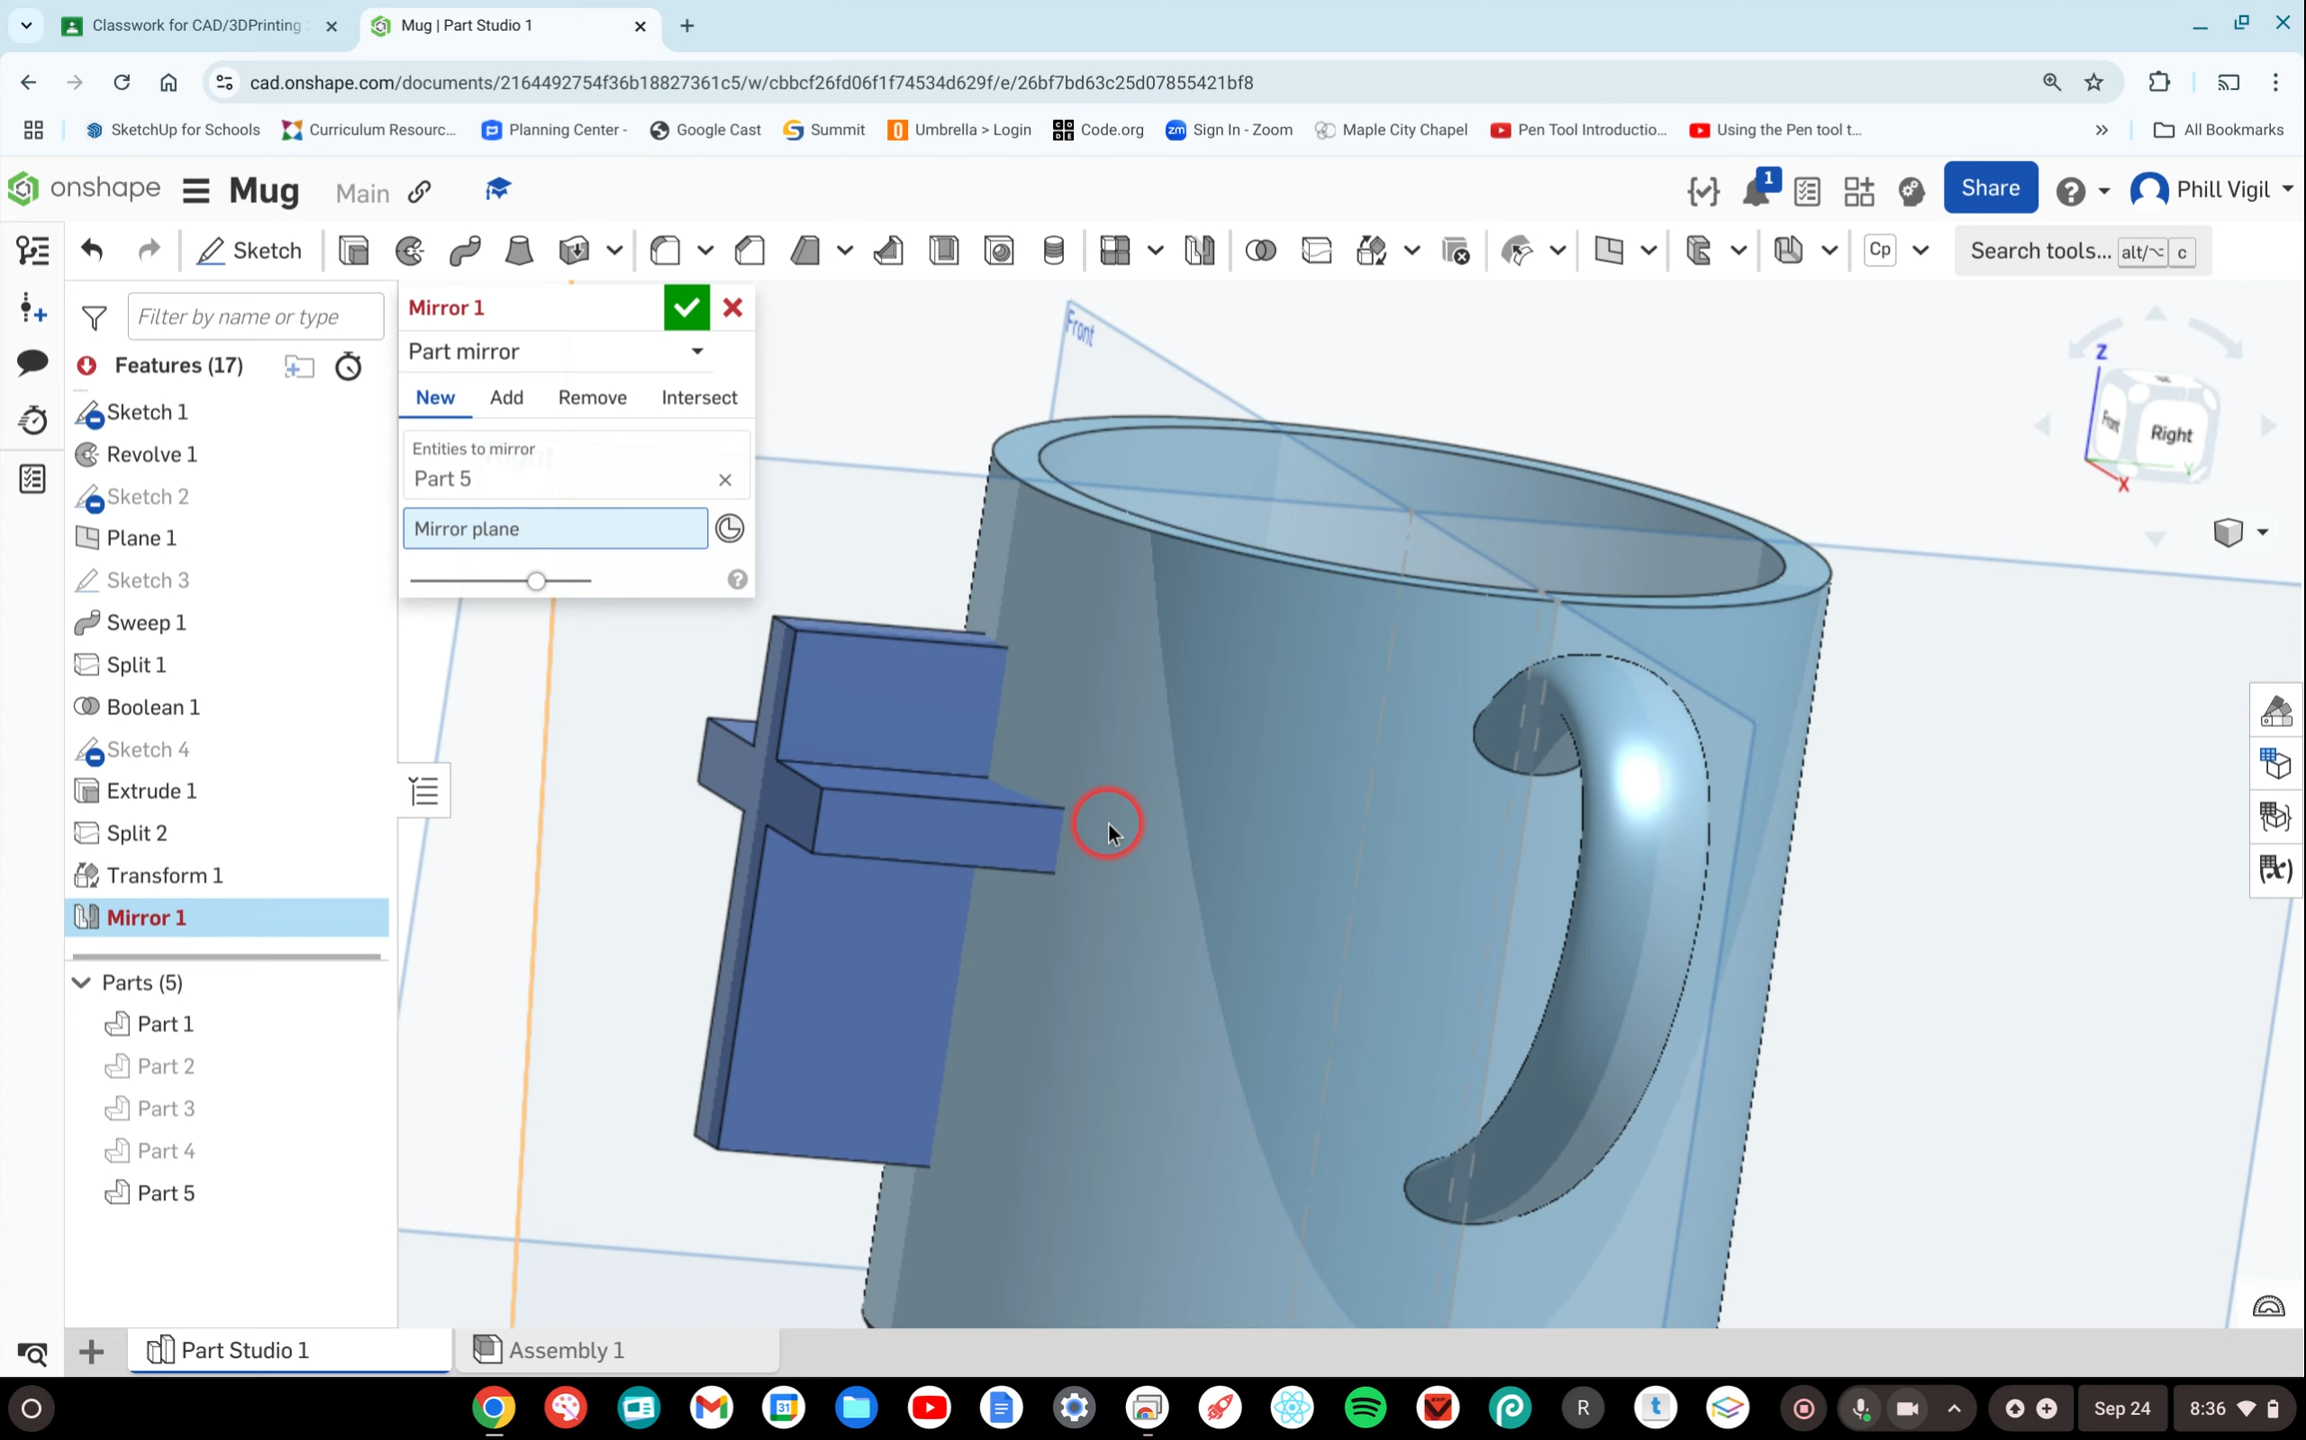 Classwork for CAD/3DPrinting
Mug | Part Studio 1
cad.onshape.com/documents/2164492754f36b18827361c5/w/cbbcf26fd06f1f74534d629f/e/26bf7bd63c25d07855421bf8
SketchUp for Schools
Curriculum Resourc...
Planning Center -
Google Cast
Summit
Umbrella > Login
Code.org
Sign In - Zoom
Maple City Chapel
Pen Tool Introductio...
Using the Pen tool t...
»
All Bookmarks
onshape
Mug
Main
1
Share
Phill Vigil
Sketch
Cp
Search tools... alt/⌥ c
Filter by name or type
Features (17)
Sketch 1
Revolve 1
Sketch 2
Plane 1
Sketch 3
Sweep 1
Split 1
Boolean 1
Sketch 4
Extrude 1
Split 2
Transform 1
Mirror 1
Parts (5)
Part 1
Part 2
Part 3
Part 4
Part 5
Mirror 1
Part mirror
New Add Remove Intersect
Entities to mirror
Part 5
Mirror plane
Front
Z
Front
Right
Y
X
Part Studio 1
Assembly 1
31
R
t
Sep 24
8:36